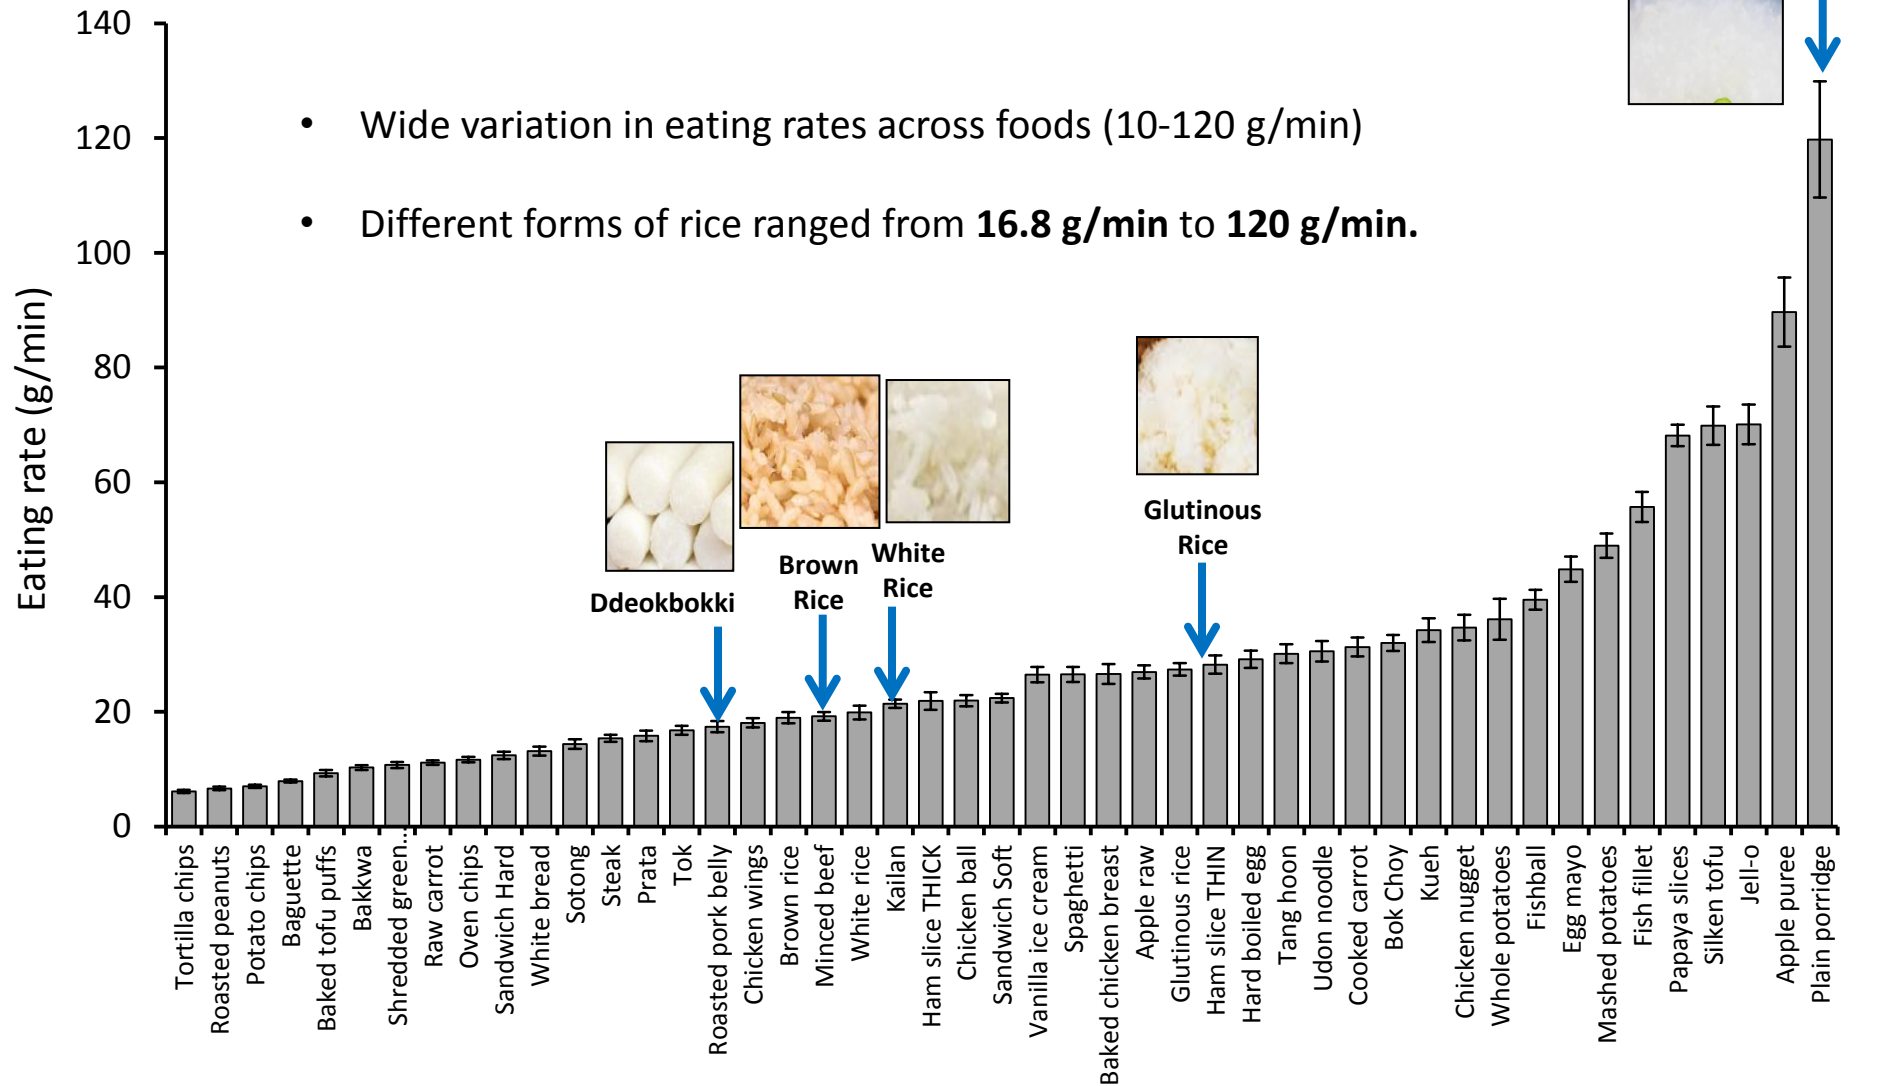 140
120
100
80
60
40
20
0
Eating rate (g/min)
• Wide variation in eating rates across foods (10-120 g/min)
• Different forms of rice ranged from 16.8 g/min to 120 g/min.
Ddeokbokki
Brown
Rice
White
Rice
Glutinous
Rice
Tortilla chips
Roasted peanuts
Potato chips
Baguette
Baked tofu puffs
Bakkwa
Shredded green…
Raw carrot
Oven chips
Sandwich Hard
White bread
Sotong
Steak
Prata
Tok
Roasted pork belly
Chicken wings
Brown rice
Minced beef
White rice
Kailan
Ham slice THICK
Chicken ball
Sandwich Soft
Vanilla ice cream
Spaghetti
Baked chicken breast
Apple raw
Glutinous rice
Ham slice THIN
Hard boiled egg
Tang hoon
Udon noodle
Cooked carrot
Bok Choy
Kueh
Chicken nugget
Whole potatoes
Fishball
Egg mayo
Mashed potatoes
Fish fillet
Papaya slices
Silken tofu
Jell-o
Apple puree
Plain porridge